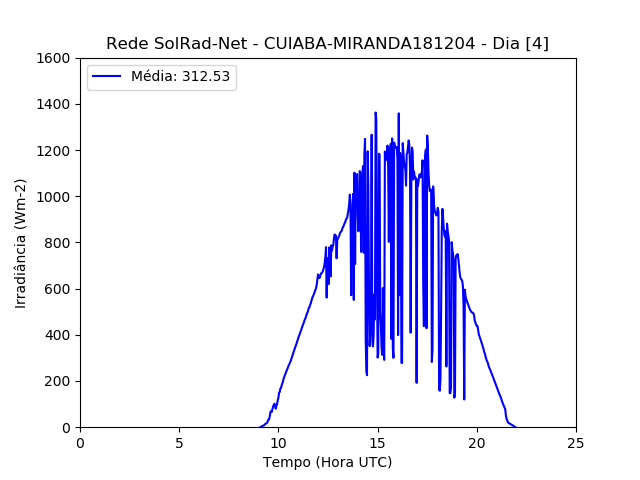 Rede SolRad-Net - CUIABA-MIRANDA181204 - Dia [4]
Média: 312.53
1600
1400
1200
1000
800
600
400
200
0
0 5 10 15 20 25
Irradiância (Wm-2)
Tempo (Hora UTC)